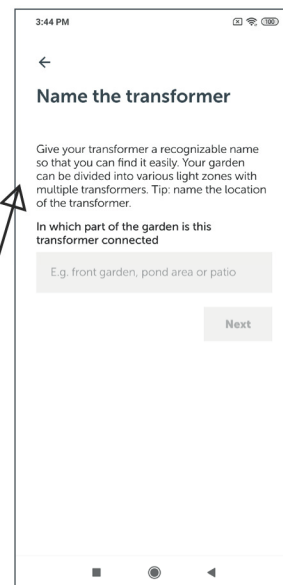 3:44 PM
100
Name the transformer
Give your transformer a recognizable name
so that you can find it easily. Your garden
can be divided into various light zones with
multiple transformers. Tip: name the location
of the transformer.
In which part of the garden is this
transformer connected
E.g. front garden, pond area or patio
Next